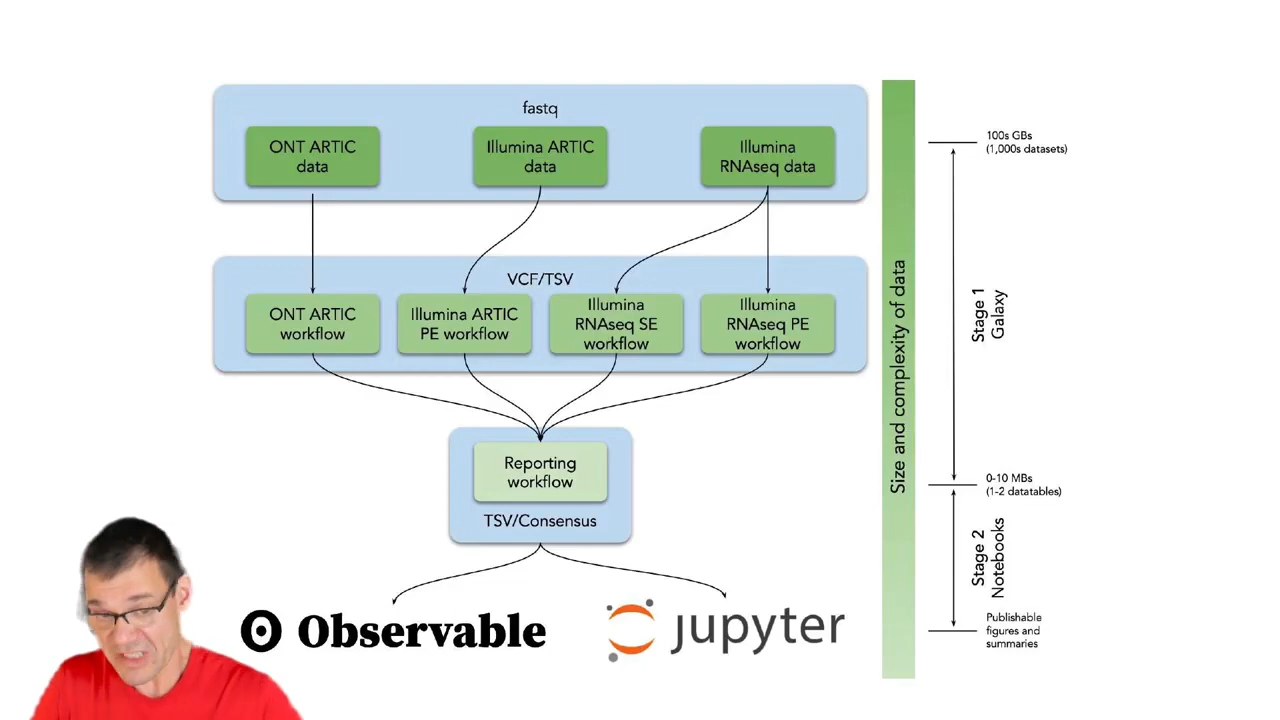 fastq
ONT ARTIC
data
Illumina ARTIC
data
Illumina
RNAseq data
VCF/TSV
ONT ARTIC
workflow
Illumina ARTIC
PE workflow
Illumina
RNAseq SE
workflow
Illumina
RNAseq PE
workflow
Reporting
workflow
TSV/Consensus
Observable
jupyter
Size and complexity of data
100s GBs
(1,000s datasets)
Stage 1
Galaxy
0-10 MBs
(1-2 datatables)
Stage 2
Notebooks
Publishable
figures and
summaries